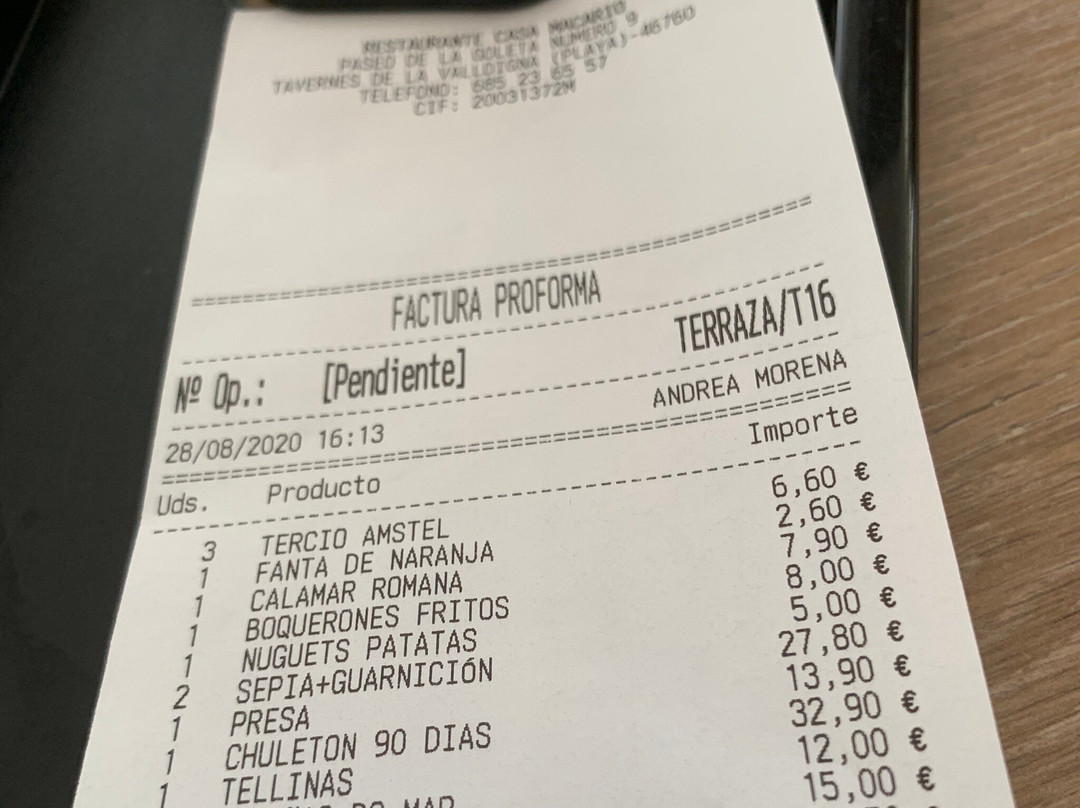 RESTAURANTE CASA MACARIO
PASEO DE LA GOLETA NUMERO 9
TAVERNES DE LA VALLDIGNA (PLAYA)-46760
TELEFONO: 685 23 65 57
CIF: 20031372M
FACTURA PROFORMA
Nº Op.: [Pendiente] TERRAZA/T16
28/08/2020 16:13 ANDREA MORENA
Uds. Producto Importe
3 TERCIO AMSTEL 6,60 €
1 FANTA DE NARANJA 2,60 €
1 CALAMAR ROMANA 7,90 €
1 BOQUERONES FRITOS 8,00 €
1 NUGUETS PATATAS 5,00 €
2 SEPIA+GUARNICIÓN 27,80 €
1 PRESA 13,90 €
1 CHULETON 90 DIAS 32,90 €
1 TELLINAS 12,00 €
MAR 15,00 €